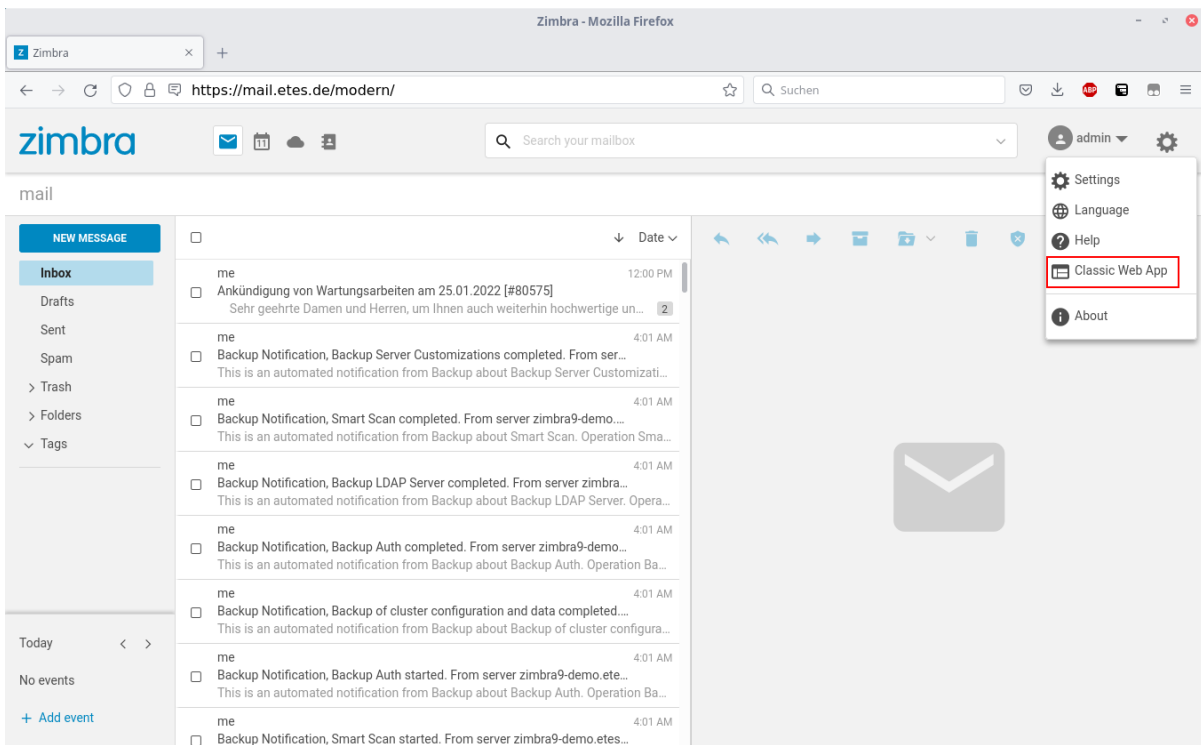 Zimbra - Mozilla Firefox
Z Zimbra
https://mail.etes.de/modern/
Suchen
ABP
zimbra
11
Search your mailbox
admin
mail
Settings
Language
Help
Classic Web App
About
NEW MESSAGE
Inbox
Drafts
Sent
Spam
Trash
Folders
Tags
Date
me 12:00 PM
Ankündigung von Wartungsarbeiten am 25.01.2022 [#80575]
Sehr geehrte Damen und Herren, um Ihnen auch weiterhin hochwertige un... 2
me 4:01 AM
Backup Notification, Backup Server Customizations completed. From ser...
This is an automated notification from Backup about Backup Server Customizati...
me 4:01 AM
Backup Notification, Smart Scan completed. From server zimbra9-demo....
This is an automated notification from Backup about Smart Scan. Operation Sma...
me 4:01 AM
Backup Notification, Backup LDAP Server completed. From server zimbra...
This is an automated notification from Backup about Backup LDAP Server. Opera...
me 4:01 AM
Backup Notification, Backup Auth completed. From server zimbra9-demo...
This is an automated notification from Backup about Backup Auth. Operation Ba...
me 4:01 AM
Backup Notification, Backup of cluster configuration and data completed....
This is an automated notification from Backup about Backup of cluster configura...
me 4:01 AM
Backup Notification, Backup Auth started. From server zimbra9-demo.ete...
This is an automated notification from Backup about Backup Auth. Operation Ba...
me 4:01 AM
Backup Notification, Smart Scan started. From server zimbra9-demo.etes...
Today
No events
+ Add event